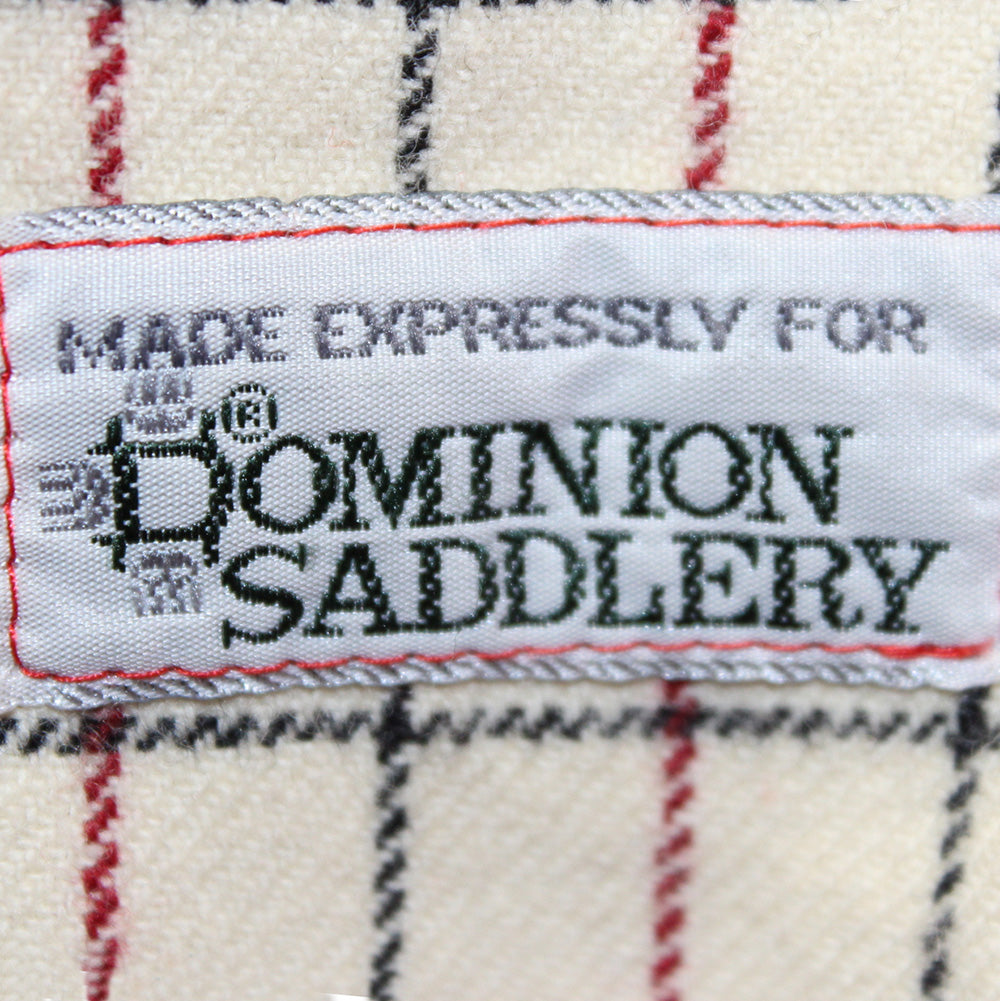 MADE EXPRESSLY FOR
®
DOMINION
SADDLERY